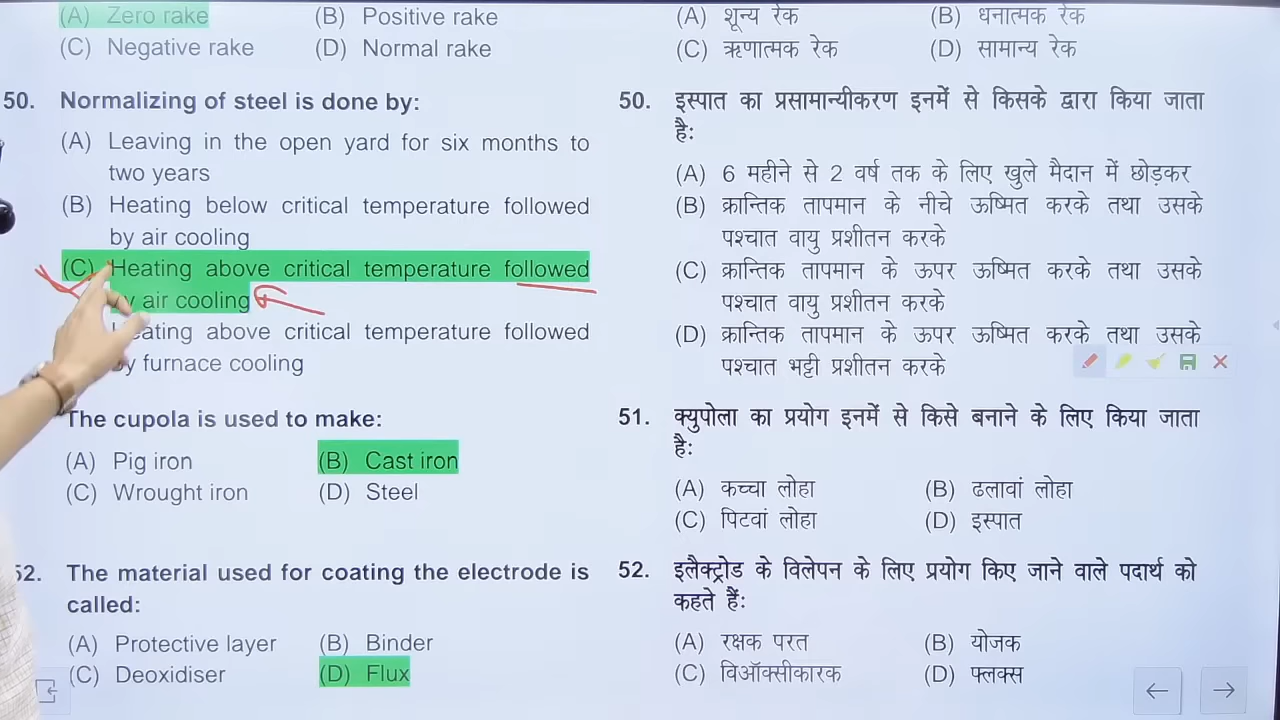 (A) Zero rake (B) Positive rake
(C) Negative rake (D) Normal rake
50. Normalizing of steel is done by:
(A) Leaving in the open yard for six months to
two years
(B) Heating below critical temperature followed
by air cooling
(C) Heating above critical temperature followed
by air cooling
Heating above critical temperature followed
by furnace cooling
The cupola is used to make:
(A) Pig iron (B) Cast iron
(C) Wrought iron (D) Steel
52. The material used for coating the electrode is
called:
(A) Protective layer (B) Binder
(C) Deoxidiser (D) Flux
(A) शून्य रेक (B) धनात्मक रेक
(C) ऋणात्मक रेक (D) सामान्य रेक
50. इस्पात का प्रसामान्यीकरण इनमें से किसके द्वारा किया जाता
है:
(A) 6 महीने से 2 वर्ष तक के लिए खुले मैदान में छोड़कर
(B) क्रान्तिक तापमान के नीचे ऊष्मित करके तथा उसके
पश्चात वायु प्रशीतन करके
(C) क्रान्तिक तापमान के ऊपर ऊष्मित करके तथा उसके
पश्चात वायु प्रशीतन करके
(D) क्रान्तिक तापमान के ऊपर ऊष्मित करके तथा उसके
पश्चात भट्टी प्रशीतन करके
51. क्युपोला का प्रयोग इनमें से किसे बनाने के लिए किया जाता
है:
(A) कच्चा लोहा (B) ढलावां लोहा
(C) पिटवां लोहा (D) इस्पात
52. इलैक्ट्रोड के विलेपन के लिए प्रयोग किए जाने वाले पदार्थ को
कहते हैं:
(A) रक्षक परत (B) योजक
(C) विऑक्सीकारक (D) फ्लक्स